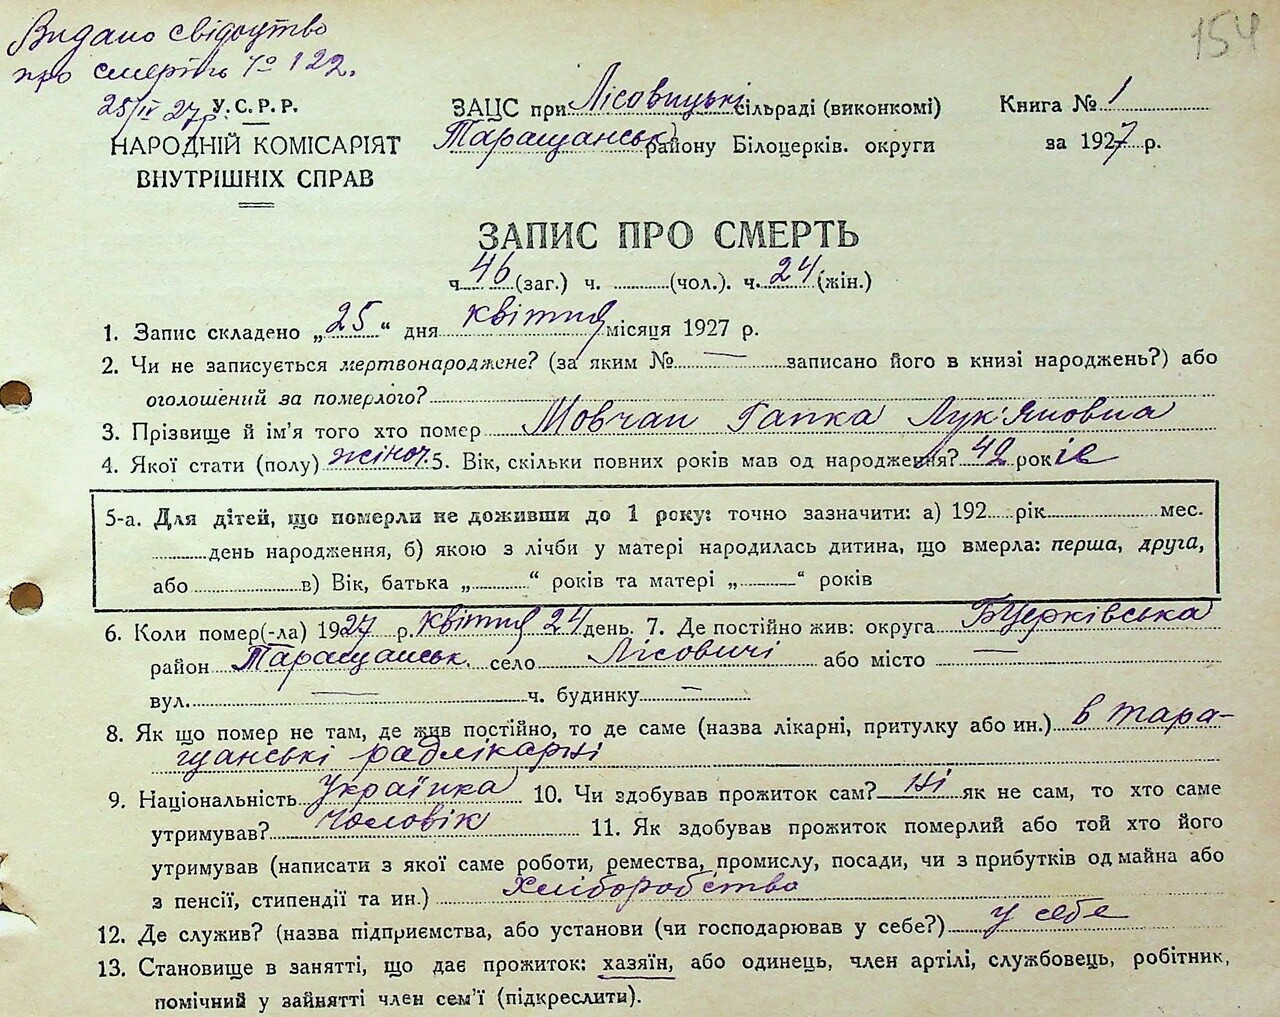 Видано свідоцтво
про смерть № 122.
25/IV 27 р.
154
У.С.Р.Р.
НАРОДНІЙ КОМІСАРІЯТ
ВНУТРІШНІХ СПРАВ
ЗАЦС при Лісовицькі сільраді (виконкомі)
Таращанськ району Білоцерків. округи
Книга № 1
за 1927 р.
ЗАПИС ПРО СМЕРТЬ
ч. 46 (заг.) ч. (чол.). ч. 24 (жін.)
1. Запис складено „ 25 “ дня квітня місяця 1927 р.
2. Чи не записується мертвонароджене? (за яким № — записано його в книзі народжень?) або
оголошений за померлого?
3. Прізвище й ім'я того хто помер Мовчан Гапка Лук'яновна
4. Якої стати (полу) жіноч. 5. Вік, скільки повних років мав од народження? 42 років
5-а. Для дітей, що померли не доживши до 1 року: точно зазначити: а) 192 рік мес.
день народження, б) якою з лічби у матері народилась дитина, що вмерла: перша, друга,
або в) Вік, батька „ “ років та матері „ “ років
6. Коли помер(-ла) 1927 р. квітня 24 день. 7. Де постійно жив: округа БЦерківська
район Таращанськ. село Лісовичі або місто —
вул. — ч. будинку —
8. Як що помер не там, де жив постійно, то де саме (назва лікарні, притулку або ин.) в тара-
щанські радлікарні
9. Національність Українка 10. Чи здобував прожиток сам? Ні як не сам, то хто саме
утримував? Чоловік 11. Як здобував прожиток померлий або той хто його
утримував (написати з якої саме роботи, ремества, промислу, посади, чи з прибутків од майна або
з пенсії, стипендії та ин.) Хліборобство
12. Де служив? (назва підприємства, або установи (чи господарював у себе?) у себе
13. Становище в занятті, що дає прожиток: хазяїн, або одинець, член артілі, службовець, робітник,
помічний у зайнятті член сем'ї (підкреслити).